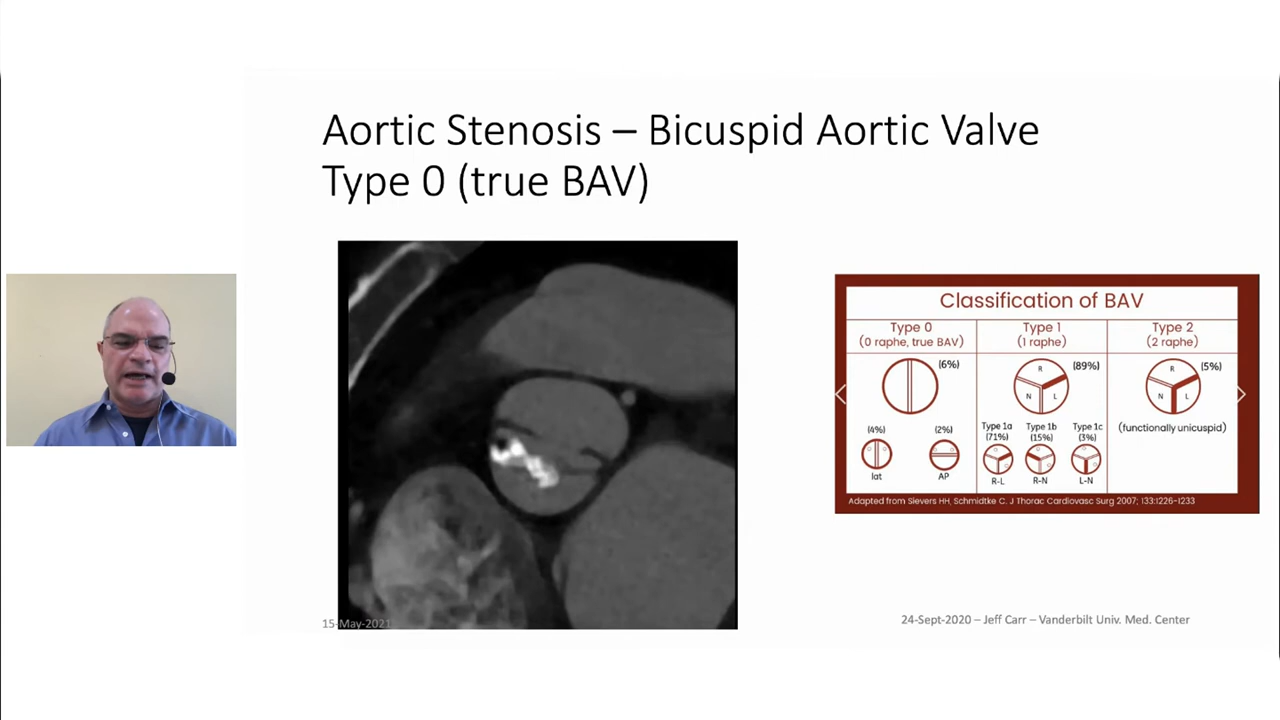 Aortic Stenosis – Bicuspid Aortic Valve
Type 0 (true BAV)
Classification of BAV
Type 0
(0 raphe, true BAV)
Type 1
(1 raphe)
Type 2
(2 raphe)
(6%)
(4%)
lat
(2%)
AP
R
N
L
(89%)
Type 1a
(71%)
R-L
Type 1b
(15%)
R-N
Type 1c
(3%)
L-N
R
N
L
(5%)
(functionally unicuspid)
Adapted from Sievers HH, Schmidtke C. J Thorac Cardiovasc Surg 2007; 133:1226-1233
15-May-2021
24-Sept-2020 – Jeff Carr – Vanderbilt Univ. Med. Center